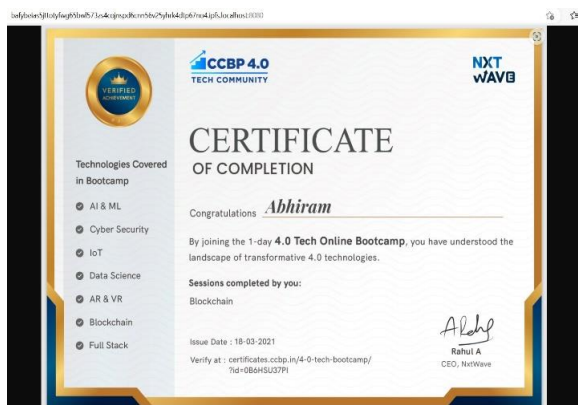 .ipfs.localhost:8080
CCBP 4.0
TECH COMMUNITY
NXT
WAVE
VERIFIED
ACHIEVEMENT
CERTIFICATE
OF COMPLETION
Technologies Covered
in Bootcamp
AI & ML
Cyber Security
IoT
Data Science
AR & VR
Blockchain
Full Stack
Congratulations Abhiram
By joining the 1-day 4.0 Tech Online Bootcamp, you have understood the
landscape of transformative 4.0 technologies.
Sessions completed by you:
Blockchain
Issue Date : 18-03-2021
Verify at : certificates.ccbp.in/4-0-tech-bootcamp/
?id=0B6HSU37PI
Rahul A
CEO, NxtWave